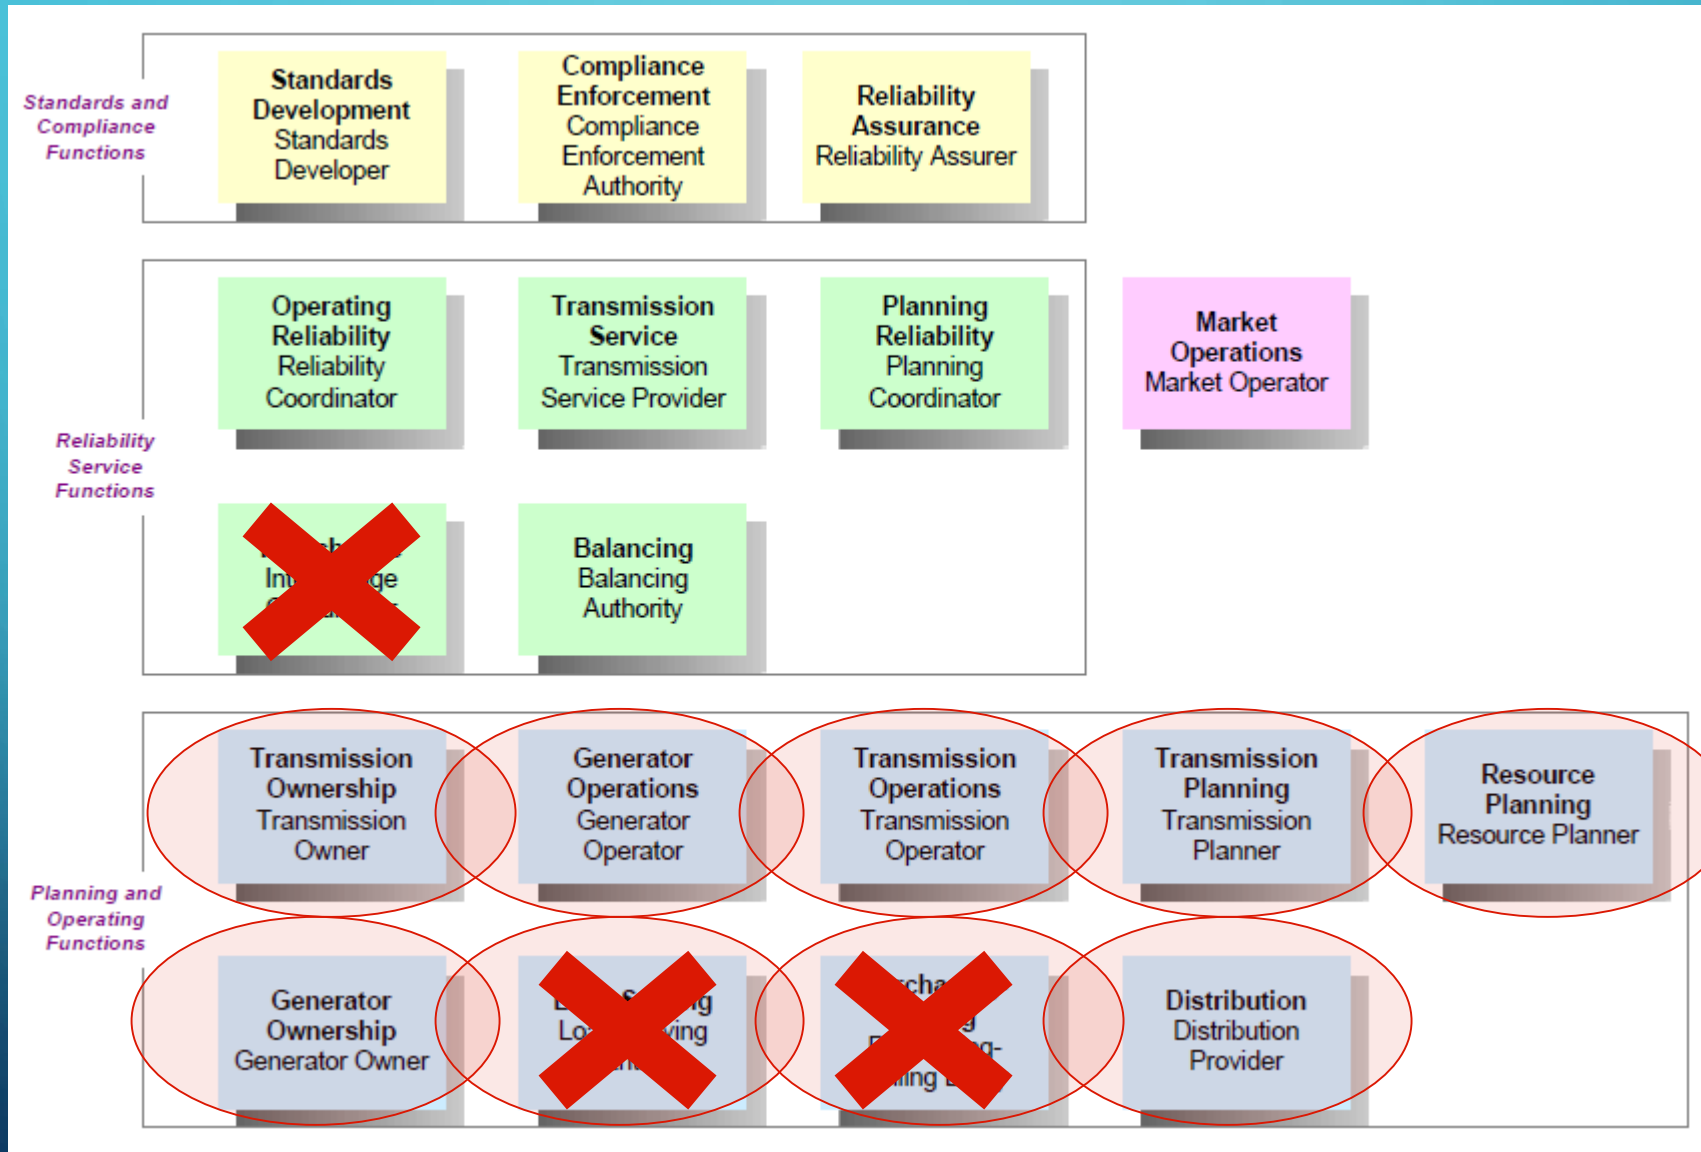 Standards and
Compliance
Functions
Standards
Development
Standards
Developer
Compliance
Enforcement
Compliance
Enforcement
Authority
Reliability
Assurance
Reliability Assurer
Reliability
Service
Functions
Operating
Reliability
Reliability
Coordinator
Transmission
Service
Transmission
Service Provider
Planning
Reliability
Planning
Coordinator
Market
Operations
Market Operator
Balancing
Balancing
Authority
Planning and
Operating
Functions
Transmission
Ownership
Transmission
Owner
Generator
Operations
Generator
Operator
Transmission
Operations
Transmission
Operator
Transmission
Planning
Transmission
Planner
Resource
Planning
Resource Planner
Generator
Ownership
Generator Owner
Distribution
Distribution
Provider